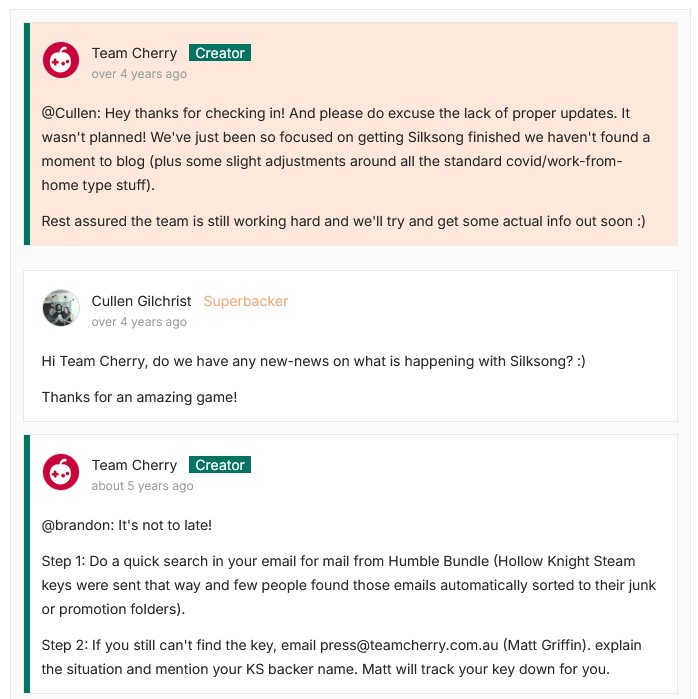 Team Cherry Creator
over 4 years ago
@Cullen: Hey thanks for checking in! And please do excuse the lack of proper updates. It
wasn't planned! We've just been so focused on getting Silksong finished we haven't found a
moment to blog (plus some slight adjustments around all the standard covid/work-from-
home type stuff).
Rest assured the team is still working hard and we'll try and get some actual info out soon :)
Cullen Gilchrist Superbacker
over 4 years ago
Hi Team Cherry, do we have any new-news on what is happening with Silksong? :)
Thanks for an amazing game!
Team Cherry Creator
about 5 years ago
@brandon: It's not to late!
Step 1: Do a quick search in your email for mail from Humble Bundle (Hollow Knight Steam
keys were sent that way and few people found those emails automatically sorted to their junk
or promotion folders).
Step 2: If you still can't find the key, email press@teamcherry.com.au (Matt Griffin). explain
the situation and mention your KS backer name. Matt will track your key down for you.